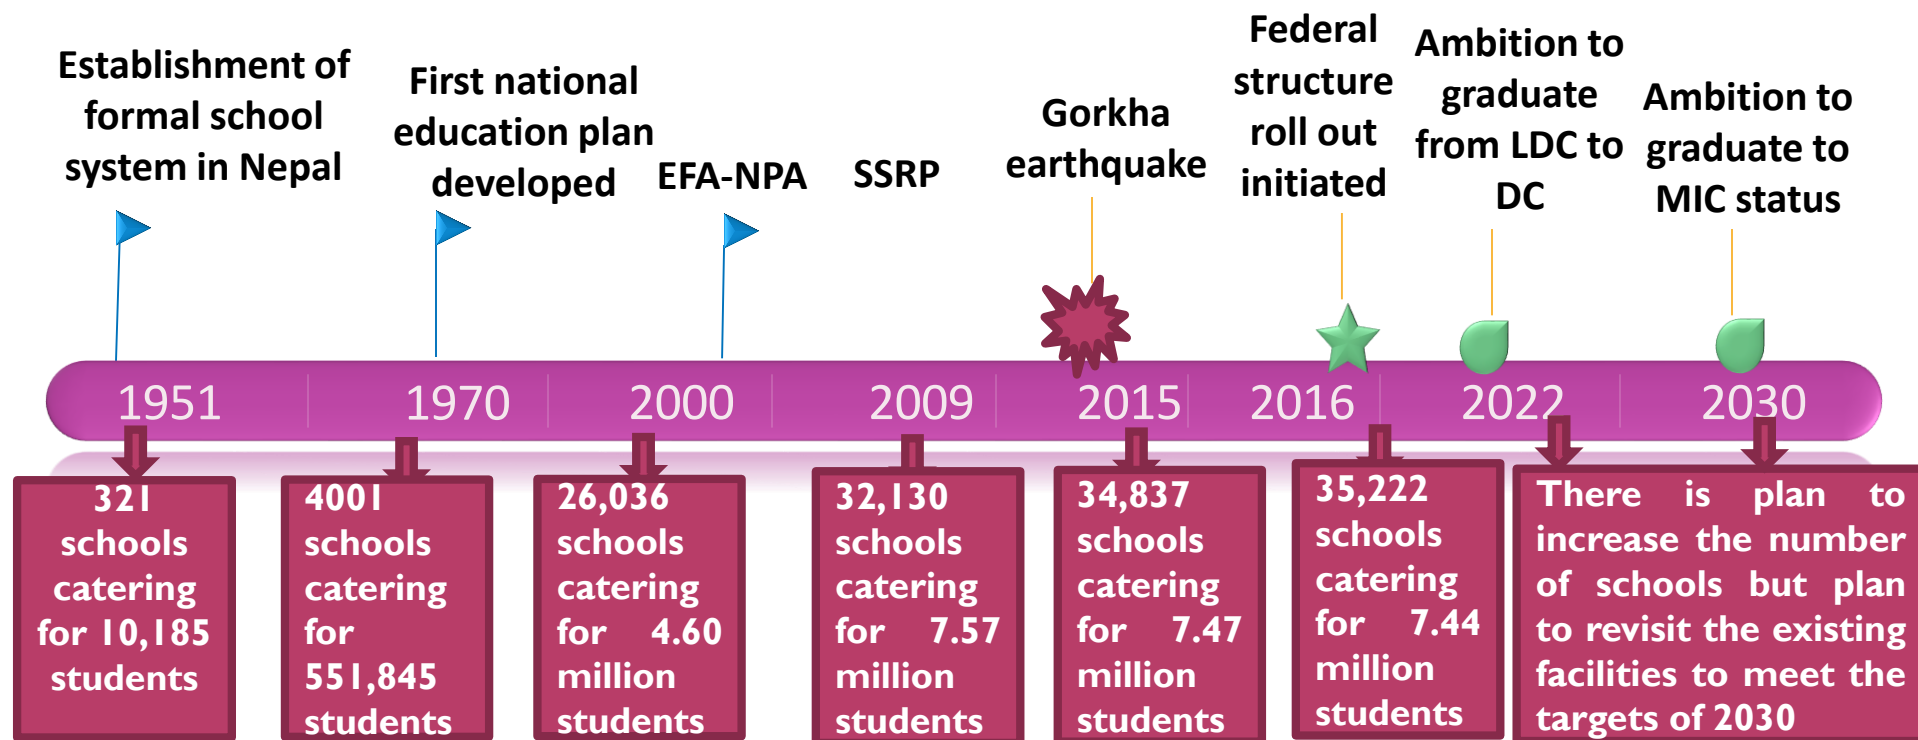 Establishment of
formal school
system in Nepal
First national
education plan
developed
EFA-NPA
SSRP
Gorkha
earthquake
Federal
structure
roll out
initiated
Ambition to
graduate
from LDC to
DC
Ambition to
graduate to
MIC status
1951
1970
2000
2009
2015
2016
2022
2030
321
schools
catering
for 10,185
students
4001
schools
catering
for
551,845
students
26,036
schools
catering
for 4.60
million
students
32,130
schools
catering
for 7.57
million
students
34,837
schools
catering
for 7.47
million
students
35,222
schools
catering
for 7.44
million
students
There is plan to
increase the number
of schools but plan
to revisit the existing
facilities to meet the
targets of 2030